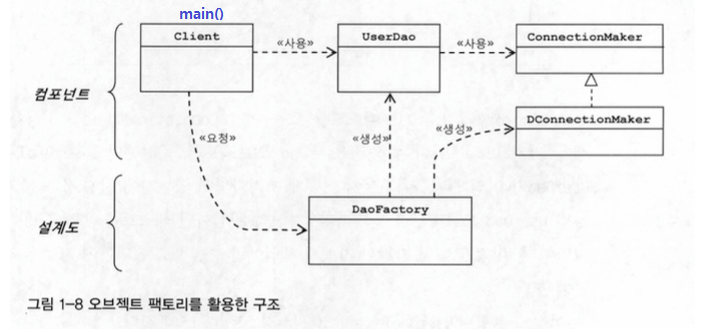 main()
Client
«사용»
UserDao
«사용»
ConnectionMaker
컴포넌트
«요청»
«생성»
«생성»
DConnectionMaker
설계도
DaoFactory
그림 1-8 오브젝트 팩토리를 활용한 구조